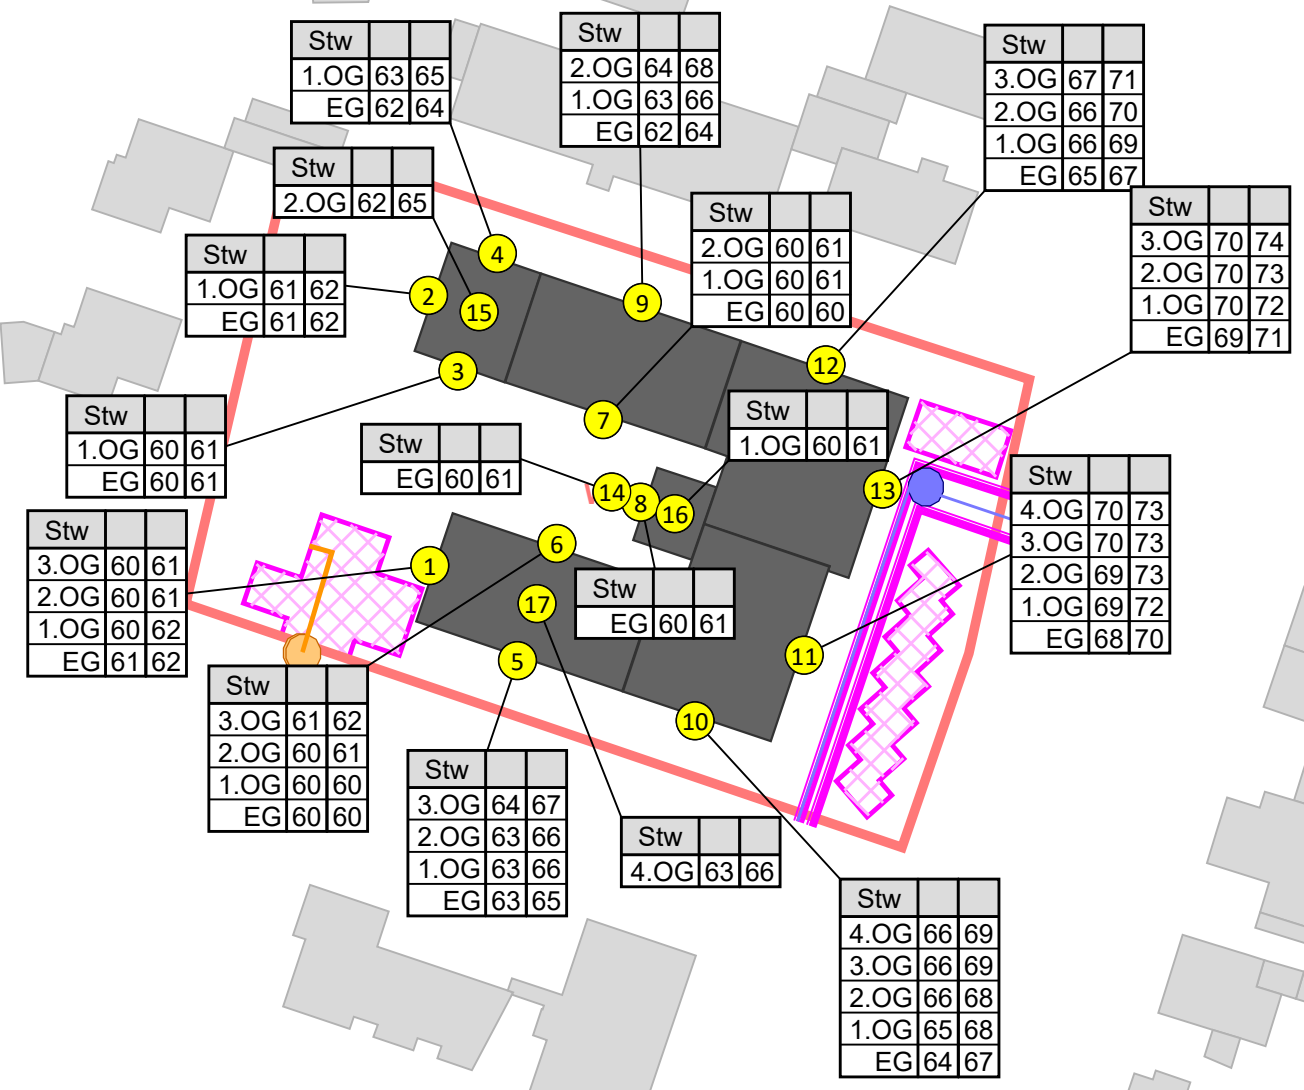 Stw
1.OG 63 65
EG 62 64
Stw
2.OG 64 68
1.OG 63 66
EG 62 64
Stw
3.OG 67 71
2.OG 66 70
1.OG 66 69
EG 65 67
Stw
2.OG 62 65
Stw
3.OG 70 74
2.OG 70 73
1.OG 70 72
EG 69 71
Stw
2.OG 60 61
1.OG 60 61
EG 60 60
Stw
1.OG 61 62
EG 61 62
4
2
15
9
12
3
7
Stw
1.OG 60 61
EG 60 61
Stw
1.OG 60 61
Stw
EG 60 61
14
8
16
13
Stw
4.OG 70 73
3.OG 70 73
2.OG 69 73
1.OG 69 72
EG 68 70
Stw
3.OG 60 61
2.OG 60 61
1.OG 60 62
EG 61 62
1
6
17
Stw
EG 60 61
5
11
10
Stw
3.OG 61 62
2.OG 60 61
1.OG 60 60
EG 60 60
Stw
3.OG 64 67
2.OG 63 66
1.OG 63 66
EG 63 65
Stw
4.OG 63 66
Stw
4.OG 66 69
3.OG 66 69
2.OG 66 68
1.OG 65 68
EG 64 67